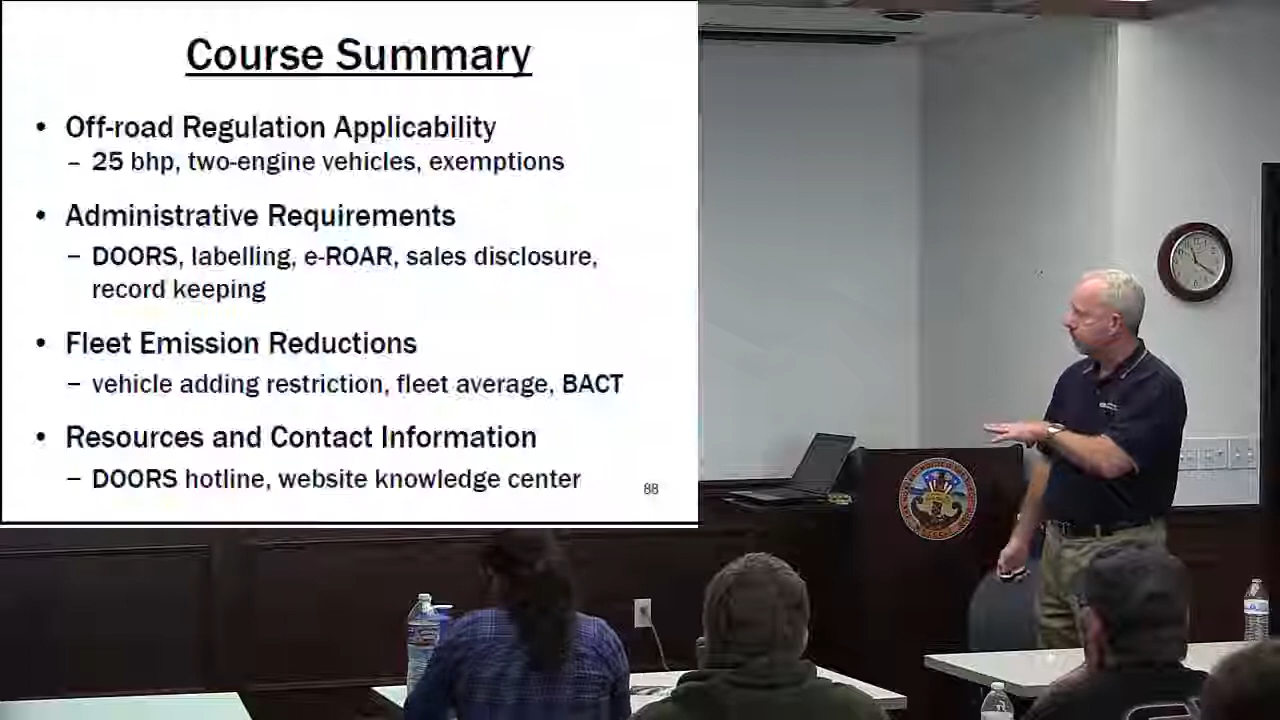 Course Summary
• Off-road Regulation Applicability
– 25 bhp, two-engine vehicles, exemptions
• Administrative Requirements
– DOORS, labelling, e-ROAR, sales disclosure,
record keeping
• Fleet Emission Reductions
– vehicle adding restriction, fleet average, BACT
• Resources and Contact Information
– DOORS hotline, website knowledge center
88